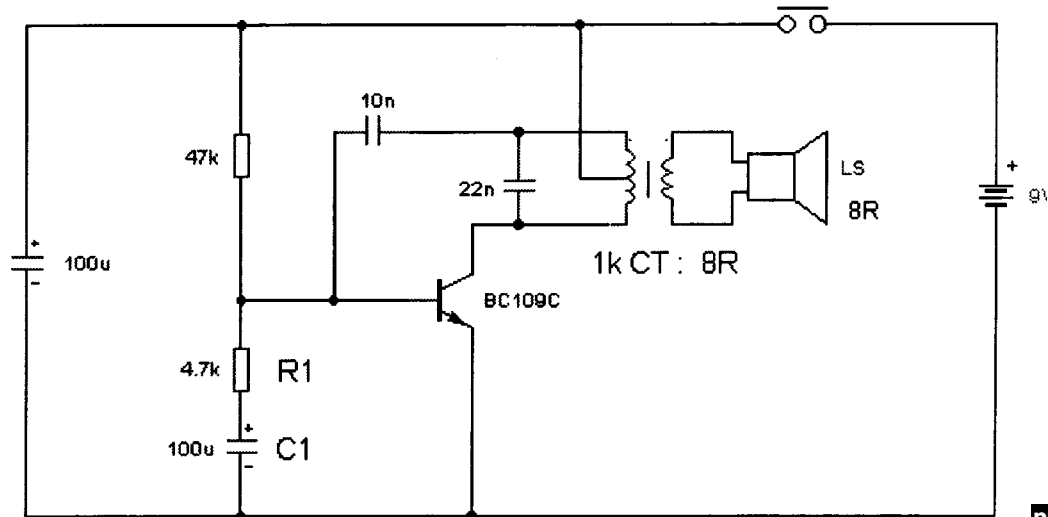 10n
47k
22n
LS
8R
+
9V
+
100u
-
1k CT : 8R
BC109C
4.7k
R1
+
100u
C1
-